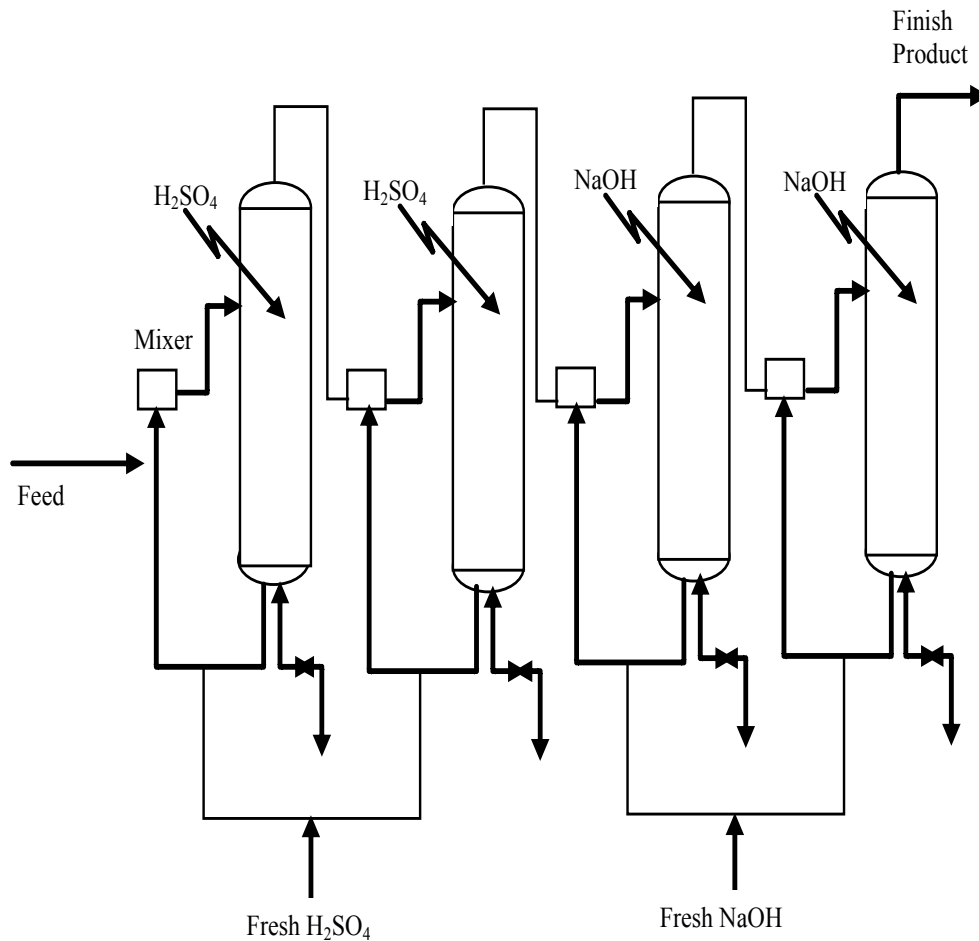 Finish
Product
H₂SO₄
H₂SO₄
NaOH
NaOH
Mixer
Feed
Fresh H₂SO₄
Fresh NaOH